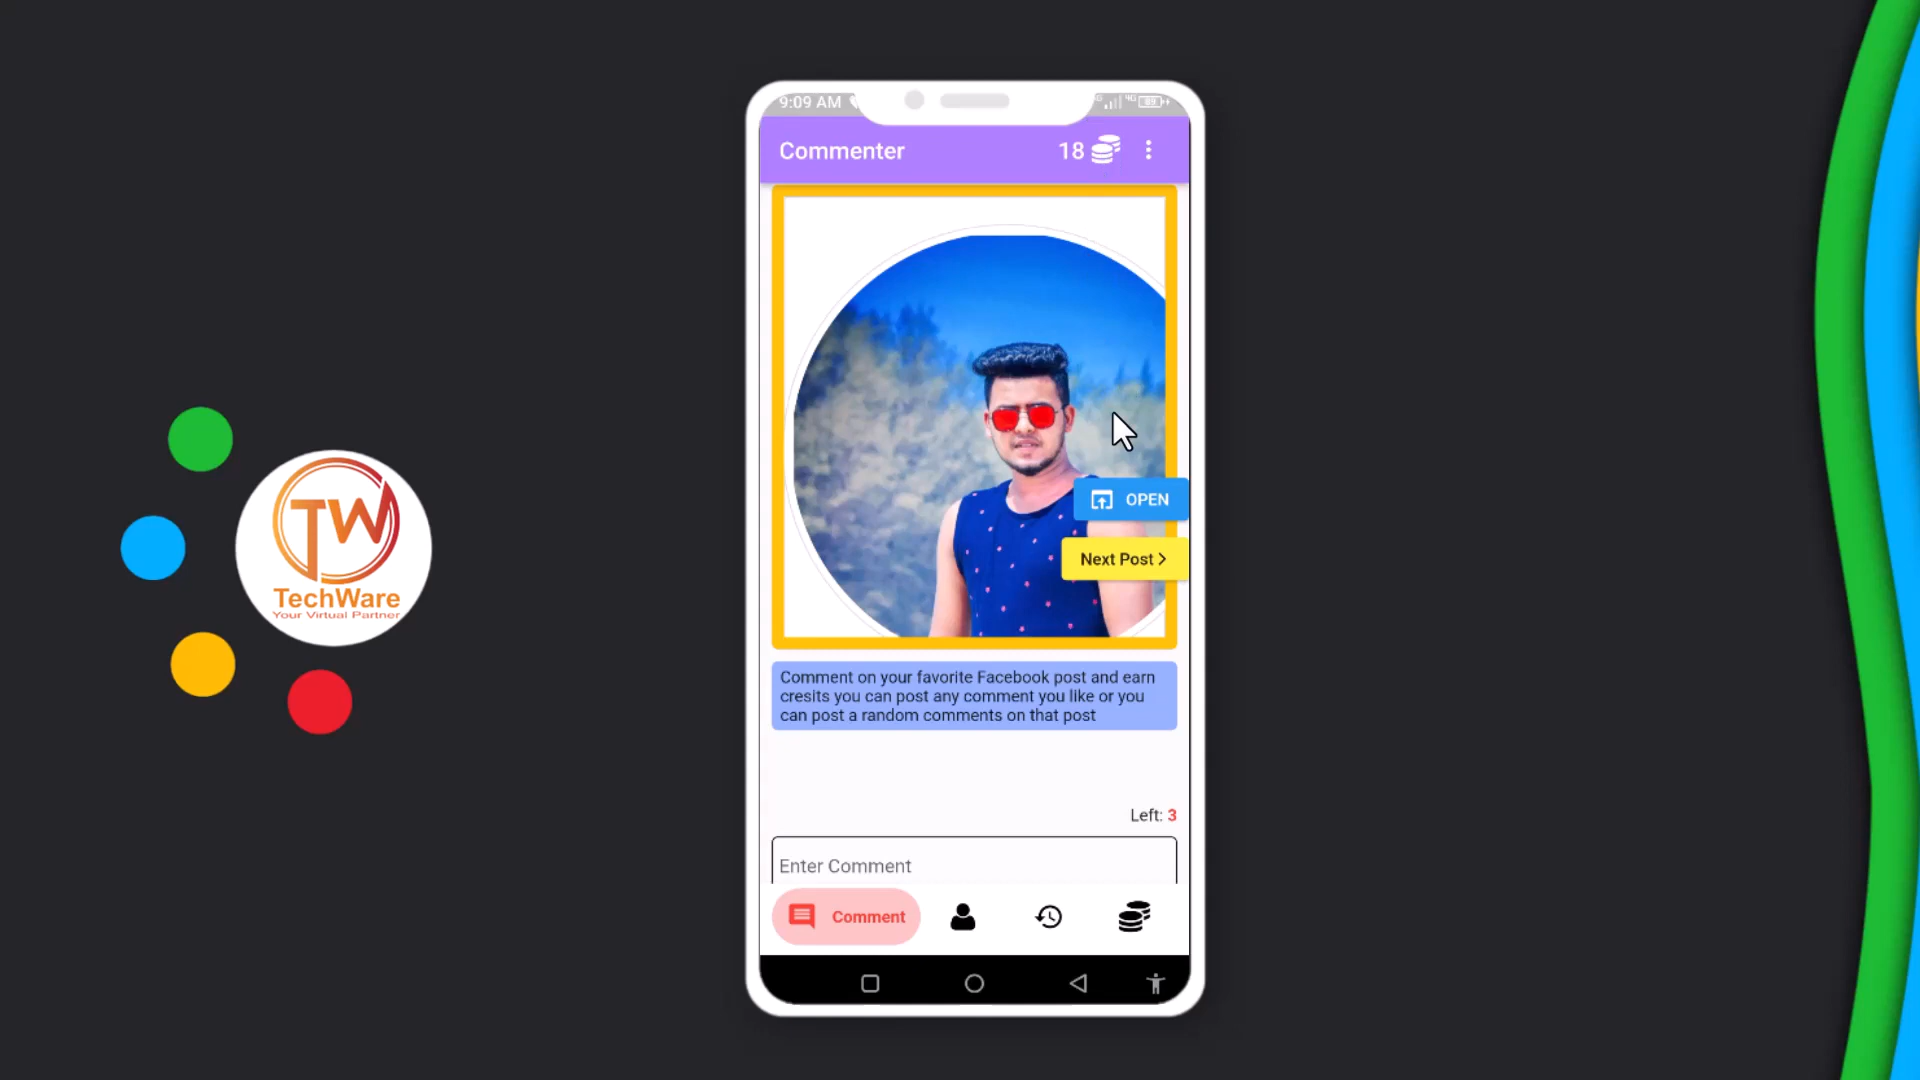 9:09 AM
4G
89
Commenter
18
OPEN
Next Post
TW
TechWare
Your Virtual Partner
Comment on your favorite Facebook post and earn
cresits you can post any comment you like or you
can post a random comments on that post
Left: 3
Enter Comment
Comment